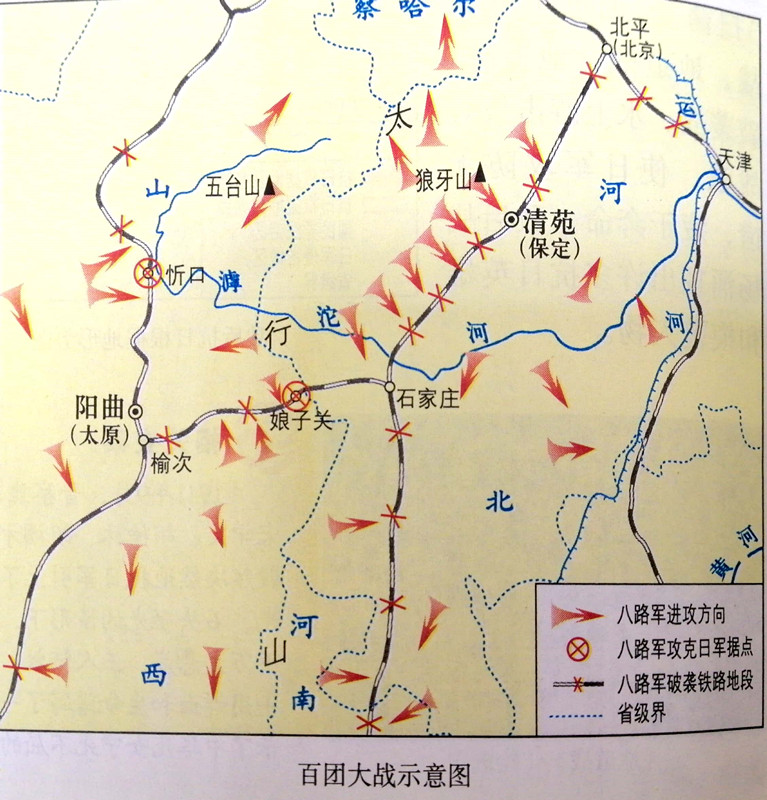 察哈尔
北平
(北京)
太
运
天津
山
五台山
狼牙山
河
清苑
(保定)
忻口
滹
沱
河
河
行
石家庄
阳曲
(太原)
娘子关
榆次
北
黄河
河
山
南
西
八路军进攻方向
八路军攻克日军据点
八路军破袭铁路地段
省级界
百团大战示意图